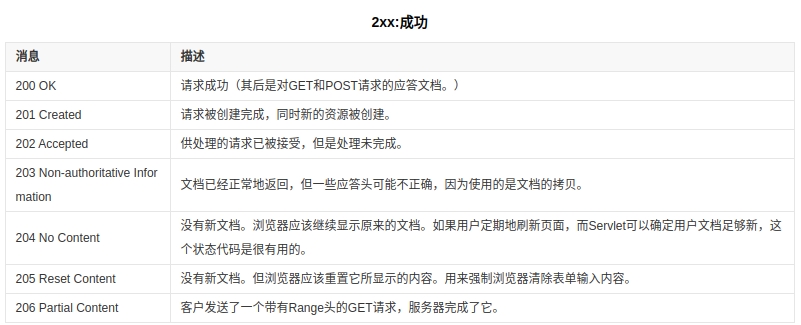 2xx:成功
消息 描述
200 OK 请求成功（其后是对GET和POST请求的应答文档。）
201 Created 请求被创建完成，同时新的资源被创建。
202 Accepted 供处理的请求已被接受，但是处理未完成。
203 Non-authoritative Infor
mation
文档已经正常地返回，但一些应答头可能不正确，因为使用的是文档的拷贝。
204 No Content
没有新文档。浏览器应该继续显示原来的文档。如果用户定期地刷新页面，而Servlet可以确定用户文档足够新，这
个状态代码是很有用的。
205 Reset Content 没有新文档。但浏览器应该重置它所显示的内容。用来强制浏览器清除表单输入内容。
206 Partial Content 客户发送了一个带有Range头的GET请求，服务器完成了它。